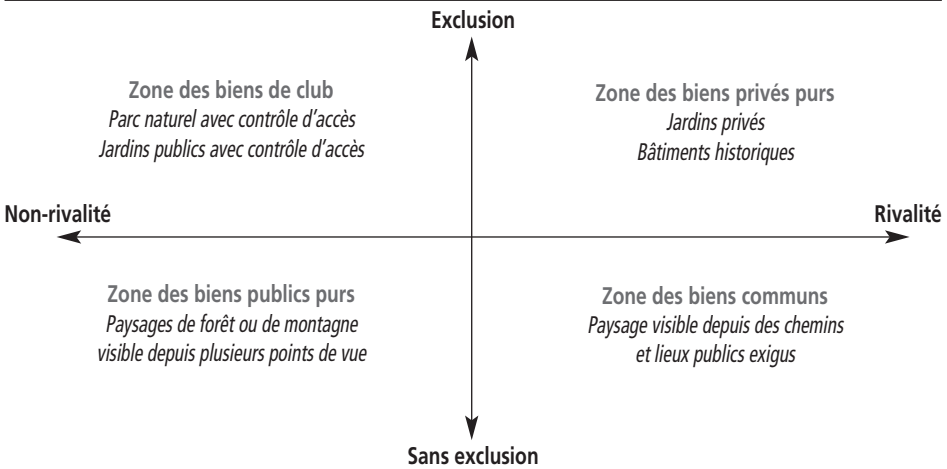 Exclusion
Zone des biens de club
Parc naturel avec contrôle d'accès
Jardins publics avec contrôle d'accès
Zone des biens privés purs
Jardins privés
Bâtiments historiques
Non-rivalité
Rivalité
Zone des biens publics purs
Paysages de forêt ou de montagne
visible depuis plusieurs points de vue
Zone des biens communs
Paysage visible depuis des chemins
et lieux publics exigus
Sans exclusion